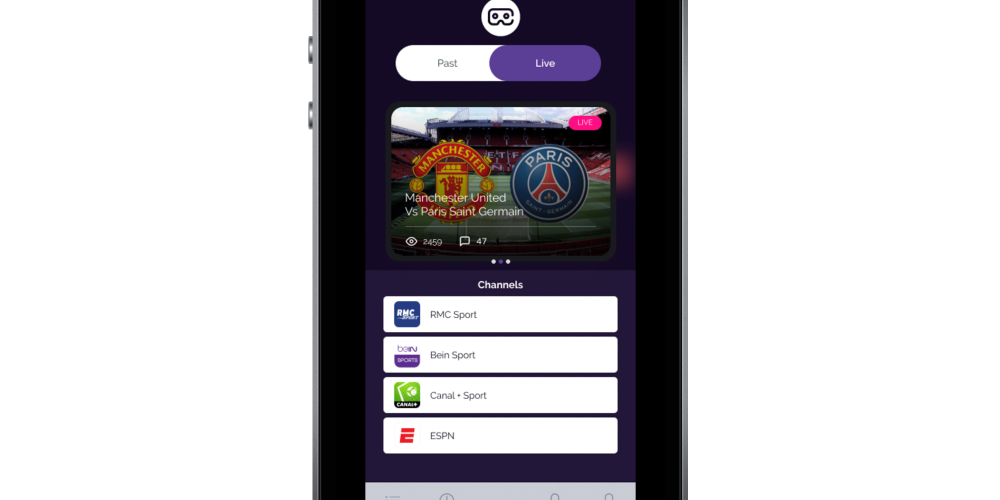 Past
Live
LIVE
MANCHESTER
PARIS
SAINT-GERMAIN
Manchester United
Vs Paris Saint Germain
2459
47
Channels
RMC
SPORT
RMC Sport
beIN
SPORTS
Bein Sport
CANAL+
Canal + Sport
E
ESPN